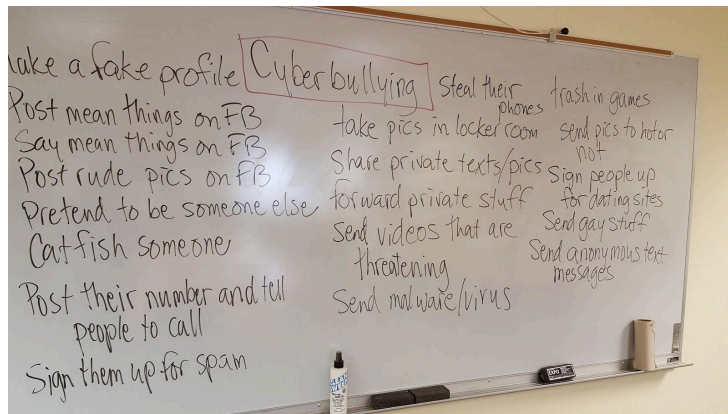 Make a fake profile
Cyberbullying
Post mean things on FB
Say mean things on FB
Post rude pics on FB
Pretend to be someone else
Catfish someone
Post their number and tell
people to call
Sign them up for spam
Steal their
phones
take pics in locker room
Share private texts/pics
forward private stuff
Send videos that are
threatening
Send malware/virus
trash in games
send pics to hot or
not
Sign people up
for dating sites
Send gay stuff
Send anonymous text
messages
EXPO